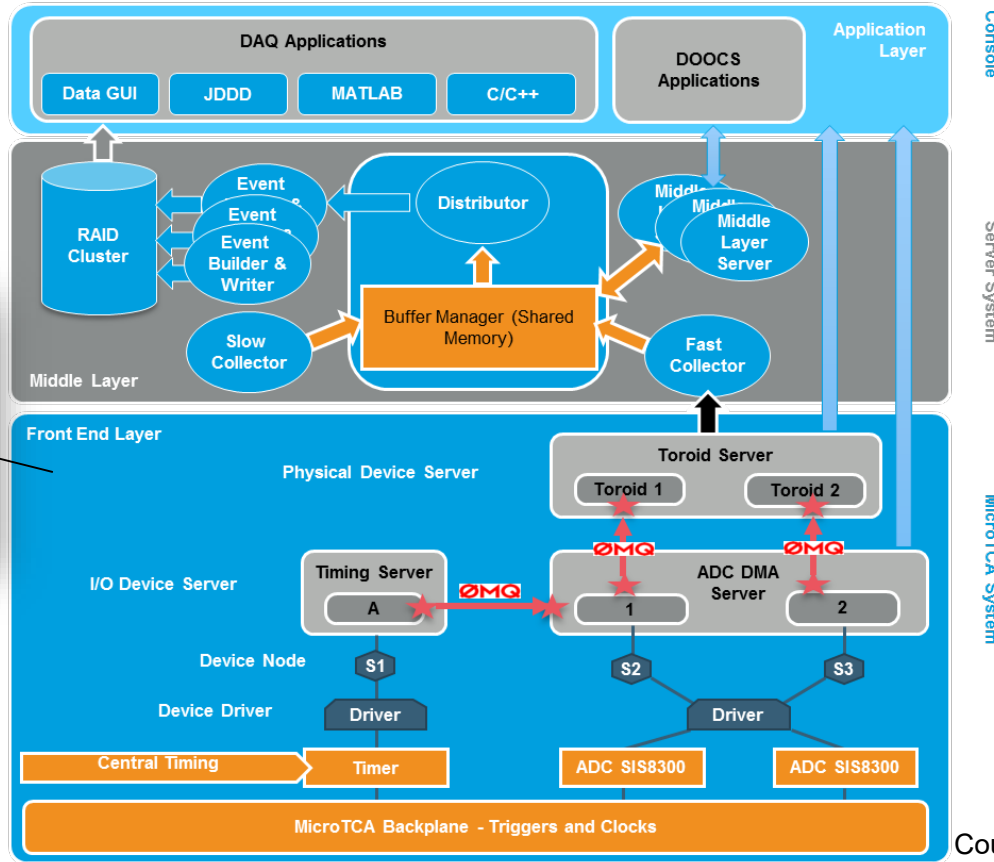 DAQ Applications
Data GUI
JDDD
MATLAB
C/C++
DOOCS
Applications
Application
Layer
Console
RAID
Cluster
Event
&
Event
Event
Builder &
Writer
Distributor
Middle
Middle
Middle
Layer
Server
Buffer Manager (Shared
Memory)
Slow
Collector
Fast
Collector
Middle Layer
Server System
Front End Layer
Physical Device Server
Toroid Server
Toroid 1
Toroid 2
ØMQ
ØMQ
I/O Device Server
Timing Server
A
ØMQ
ADC DMA
Server
1
2
MicroTCA System
Device Node
S1
S2
S3
Device Driver
Driver
Driver
Central Timing
Timer
ADC SIS8300
ADC SIS8300
MicroTCA Backplane - Triggers and Clocks